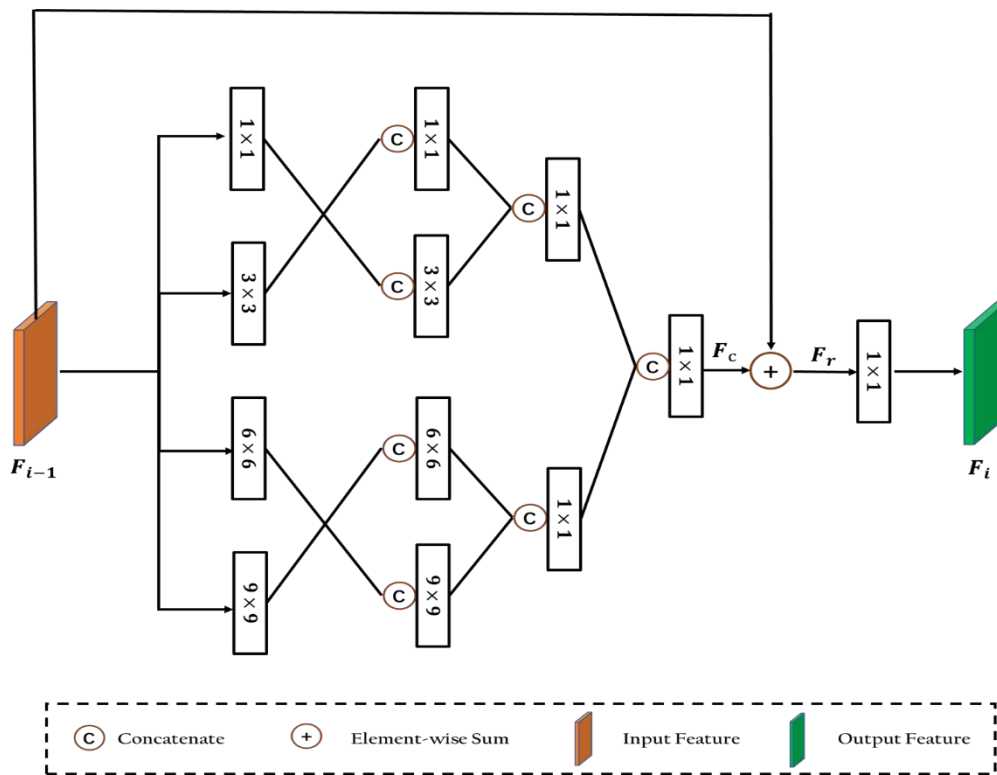 1×1
3×3
6×6
9×9
C
1×1
C
3×3
C
6×6
C
9×9
C
1×1
C
1×1
C
1×1
F_c
+
F_r
1×1
F_{i-1}
F_i
C Concatenate
+ Element-wise Sum
Input Feature
Output Feature